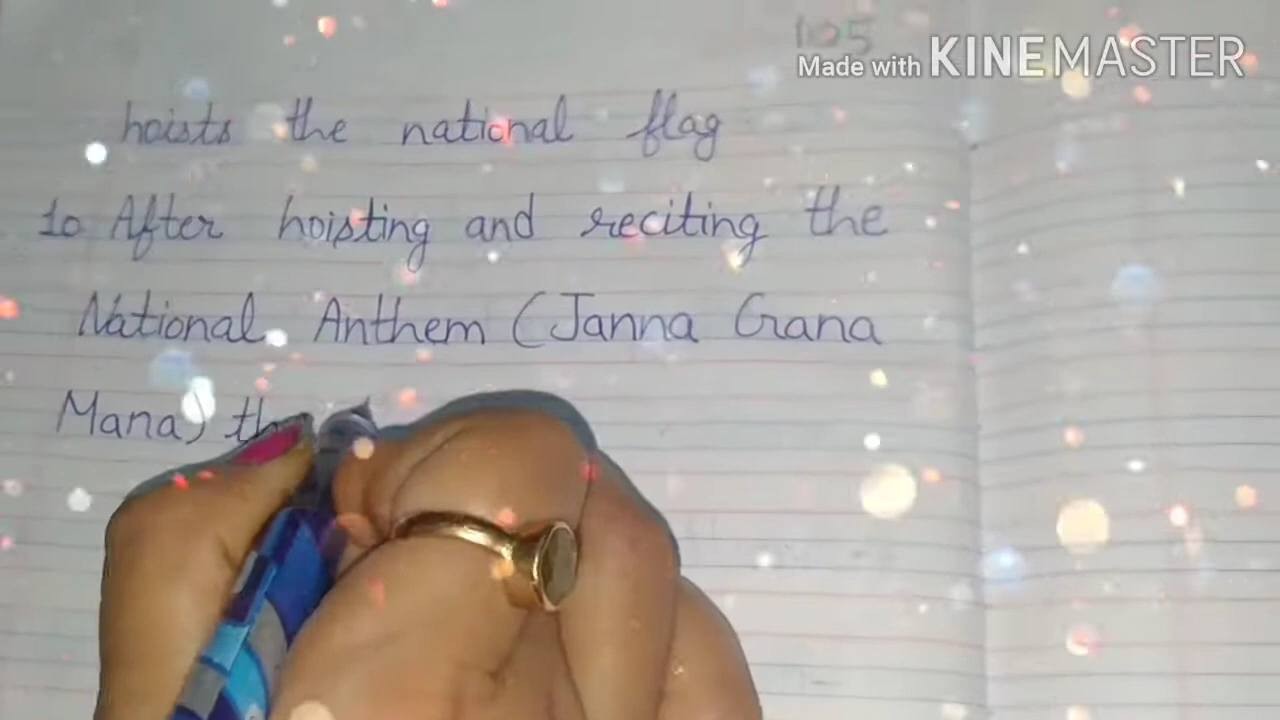 Made with KINEMASTER
hoists the national flag
10 After hoisting and reciting the
National Anthem (Janna Grana
Mana) th